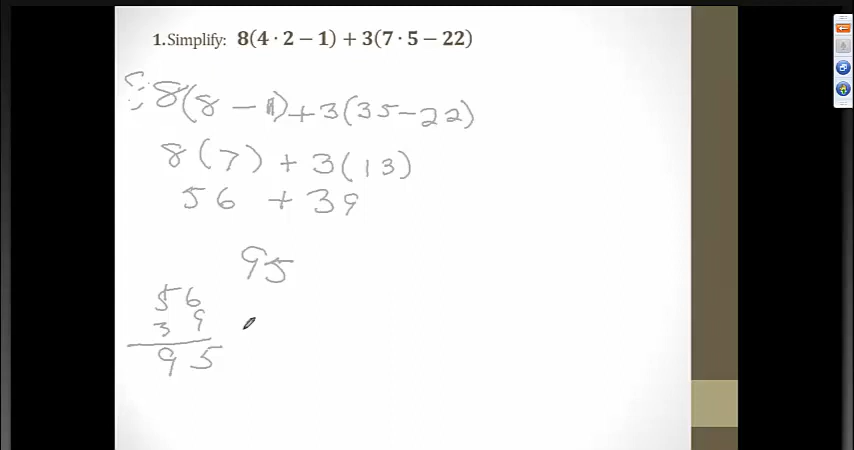 1. Simplify: 8(4 · 2 − 1) + 3(7 · 5 − 22)
8(8 − 1) + 3(35 − 22)
8(7) + 3(13)
56 + 39
95
56
39
95